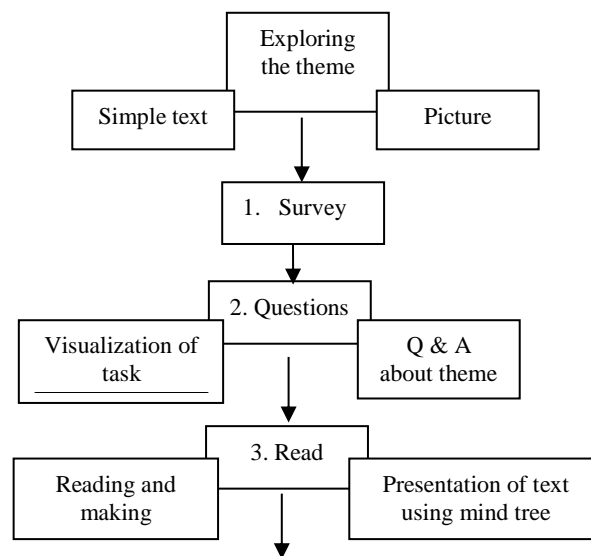 Exploring
the theme
Simple text
Picture
1. Survey
2. Questions
Visualization of
task
Q & A
about theme
3. Read
Reading and
making
Presentation of text
using mind tree